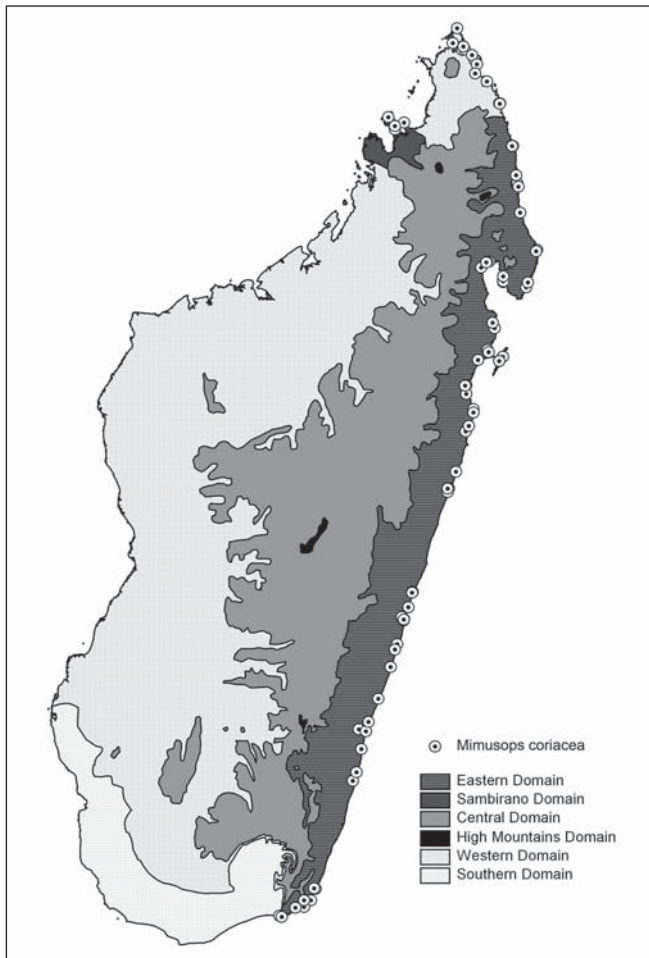 Mimusops coriacea
Eastern Domain
Sambirano Domain
Central Domain
High Mountains Domain
Western Domain
Southern Domain